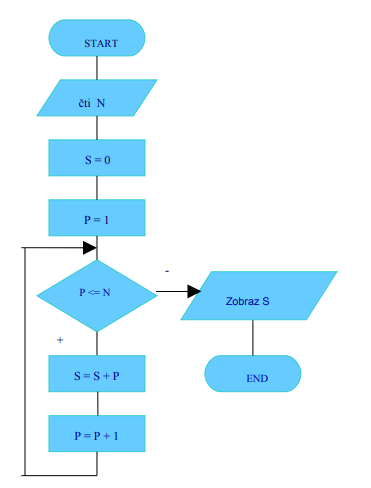 START
čti N
S = 0
P = 1
P <= N
-
Zobraz S
+
END
S = S + P
P = P + 1